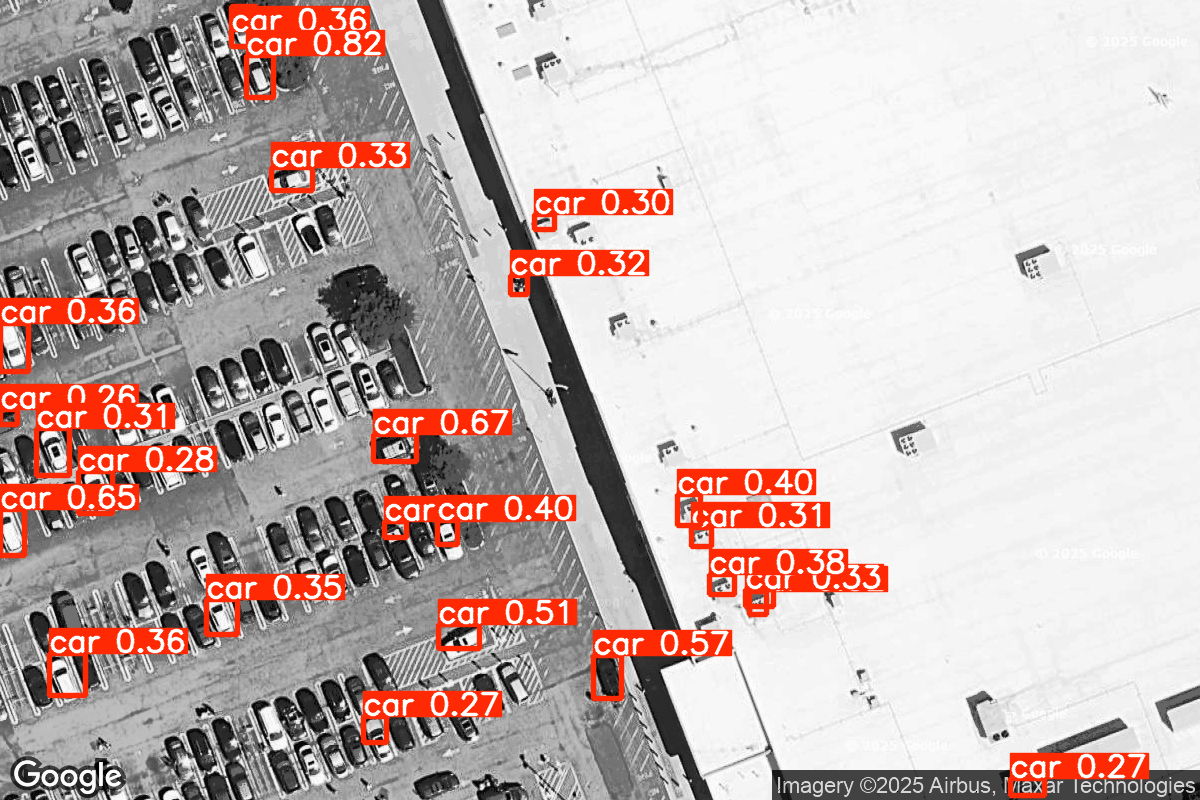 car 0.36
© 2025 Google
car 0.82
car 0.33
car 0.30
© 2025 Google
car 0.32
car 0.36
© 2025 Google
car 0.26
car 0.31
car 0.67
car 0.28
car 0.40
car 0.65
car
car 0.40
car 0.31
© 2025 Google
car 0.38
car 0.33
car 0.35
car 0.51
car 0.36
car 0.57
car 0.27
© 2025 Google
car 0.27
Google
Imagery ©2025 Airbus, Maxar Technologies